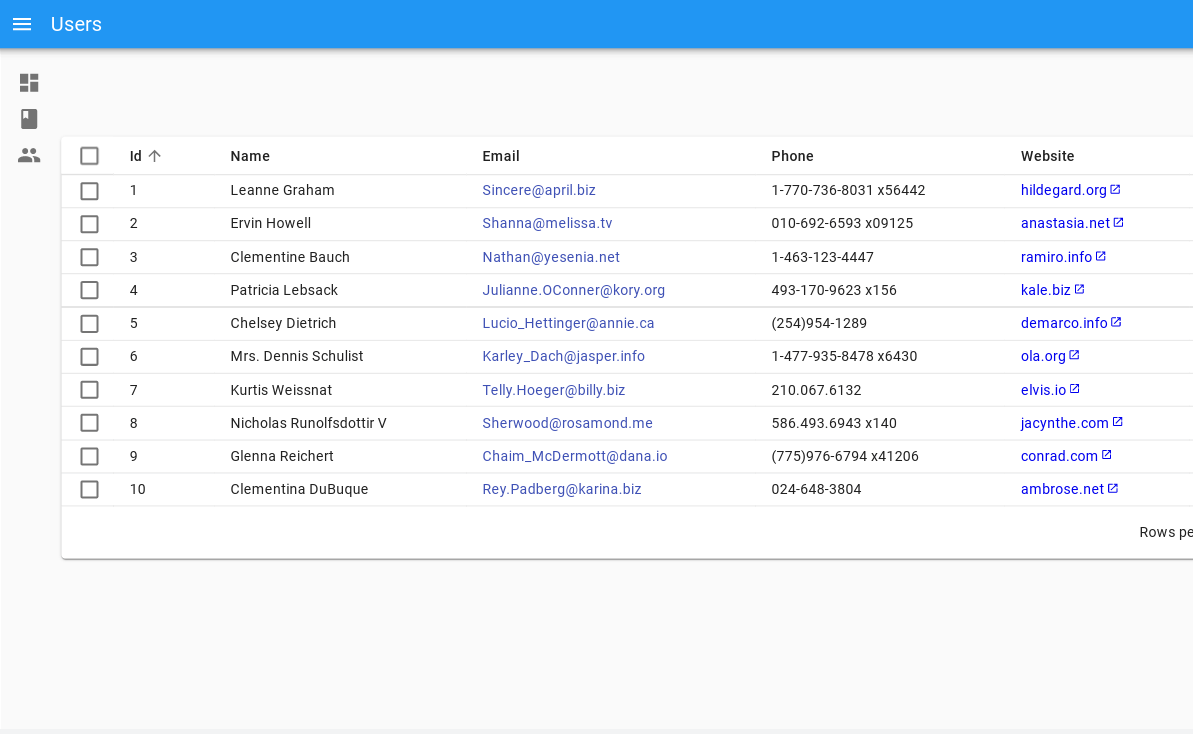 Users
Id Name Email Phone Website
1 Leanne Graham Sincere@april.biz 1-770-736-8031 x56442 hildegard.org
2 Ervin Howell Shanna@melissa.tv 010-692-6593 x09125 anastasia.net
3 Clementine Bauch Nathan@yesenia.net 1-463-123-4447 ramiro.info
4 Patricia Lebsack Julianne.OConner@kory.org 493-170-9623 x156 kale.biz
5 Chelsey Dietrich Lucio_Hettinger@annie.ca (254)954-1289 demarco.info
6 Mrs. Dennis Schulist Karley_Dach@jasper.info 1-477-935-8478 x6430 ola.org
7 Kurtis Weissnat Telly.Hoeger@billy.biz 210.067.6132 elvis.io
8 Nicholas Runolfsdottir V Sherwood@rosamond.me 586.493.6943 x140 jacynthe.com
9 Glenna Reichert Chaim_McDermott@dana.io (775)976-6794 x41206 conrad.com
10 Clementina DuBuque Rey.Padberg@karina.biz 024-648-3804 ambrose.net
Rows pe